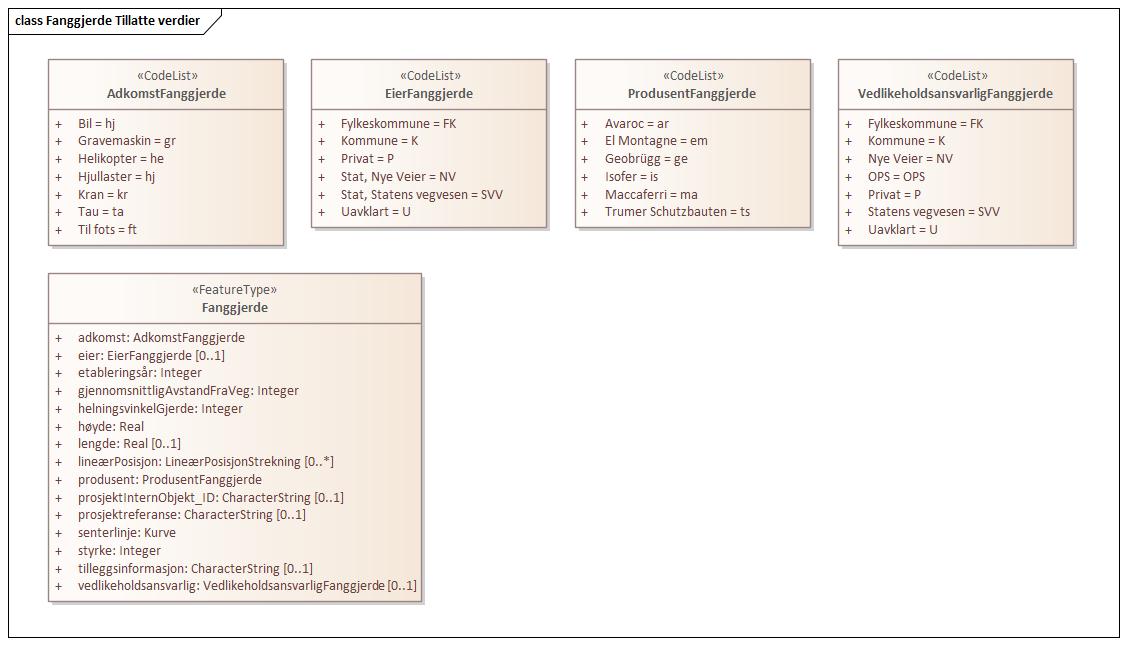 class Fanggjerde Tillatte verdier
«CodeList»
AdkomstFanggjerde
+ Bil = hj
+ Gravemaskin = gr
+ Helikopter = he
+ Hjullaster = hj
+ Kran = kr
+ Tau = ta
+ Til fots = ft
«CodeList»
EierFanggjerde
+ Fylkeskommune = FK
+ Kommune = K
+ Privat = P
+ Stat, Nye Veier = NV
+ Stat, Statens vegvesen = SVV
+ Uavklart = U
«CodeList»
ProdusentFanggjerde
+ Avaroc = ar
+ El Montagne = em
+ Geobrügg = ge
+ Isofer = is
+ Maccaferri = ma
+ Trumer Schutzbauten = ts
«CodeList»
VedlikeholdsansvarligFanggjerde
+ Fylkeskommune = FK
+ Kommune = K
+ Nye Veier = NV
+ OPS = OPS
+ Privat = P
+ Statens vegvesen = SVV
+ Uavklart = U
«FeatureType»
Fanggjerde
+ adkomst: AdkomstFanggjerde
+ eier: EierFanggjerde [0..1]
+ etableringsår: Integer
+ gjennomsnittligAvstandFraVeg: Integer
+ helningsvinkelGjerde: Integer
+ høyde: Real
+ lengde: Real [0..1]
+ lineærPosisjon: LineærPosisjonStrekning [0..*]
+ produsent: ProdusentFanggjerde
+ prosjektInternObjekt_ID: CharacterString [0..1]
+ prosjektreferanse: CharacterString [0..1]
+ senterlinje: Kurve
+ styrke: Integer
+ tilleggsinformasjon: CharacterString [0..1]
+ vedlikeholdsansvarlig: VedlikeholdsansvarligFanggjerde [0..1]